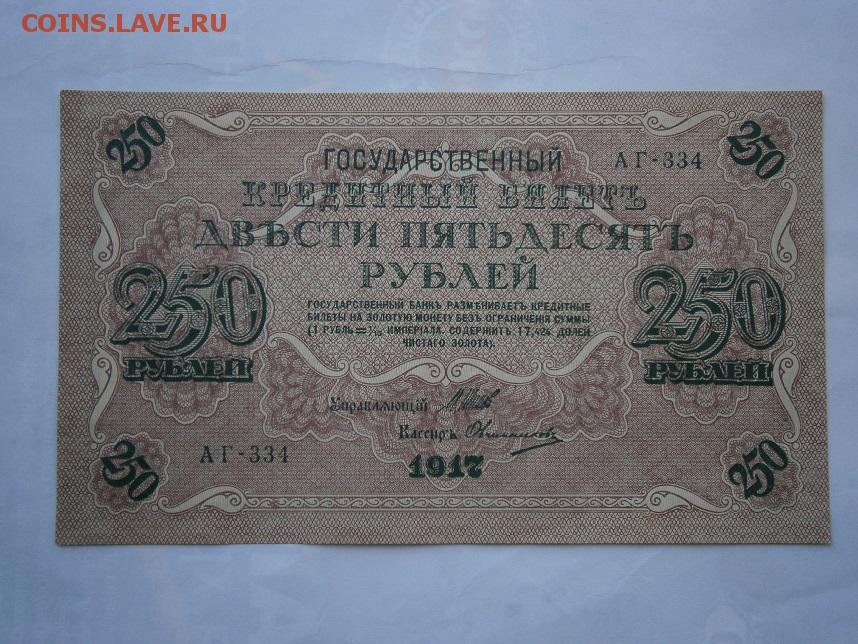 COINS.LAVE.RU
250
250
ГОСУДАРСТВЕННЫЙ
АГ-334
КРЕДИТНЫЙ БИЛЕТЪ
ДВѢСТИ ПЯТЬДЕСЯТЪ
РУБЛЕЙ
250
РУБЛЕЙ
ГОСУДАРСТВЕННЫЙ БАНКЪ РАЗМѢНИВАЕТЪ КРЕДИТНЫЕ
БИЛЕТЫ НА ЗОЛОТУЮ МОНЕТУ БЕЗЪ ОГРАНИЧЕНІЯ СУММЫ
(1 РУБЛЬ = 1/15 ИМПЕРІАЛА, СОДЕРЖИТЪ 17,424 ДОЛЕЙ
ЧИСТАГО ЗОЛОТА).
250
РУБЛЕЙ
Управляющій
Кассиръ Овчинников
АГ-334
1917
250
250